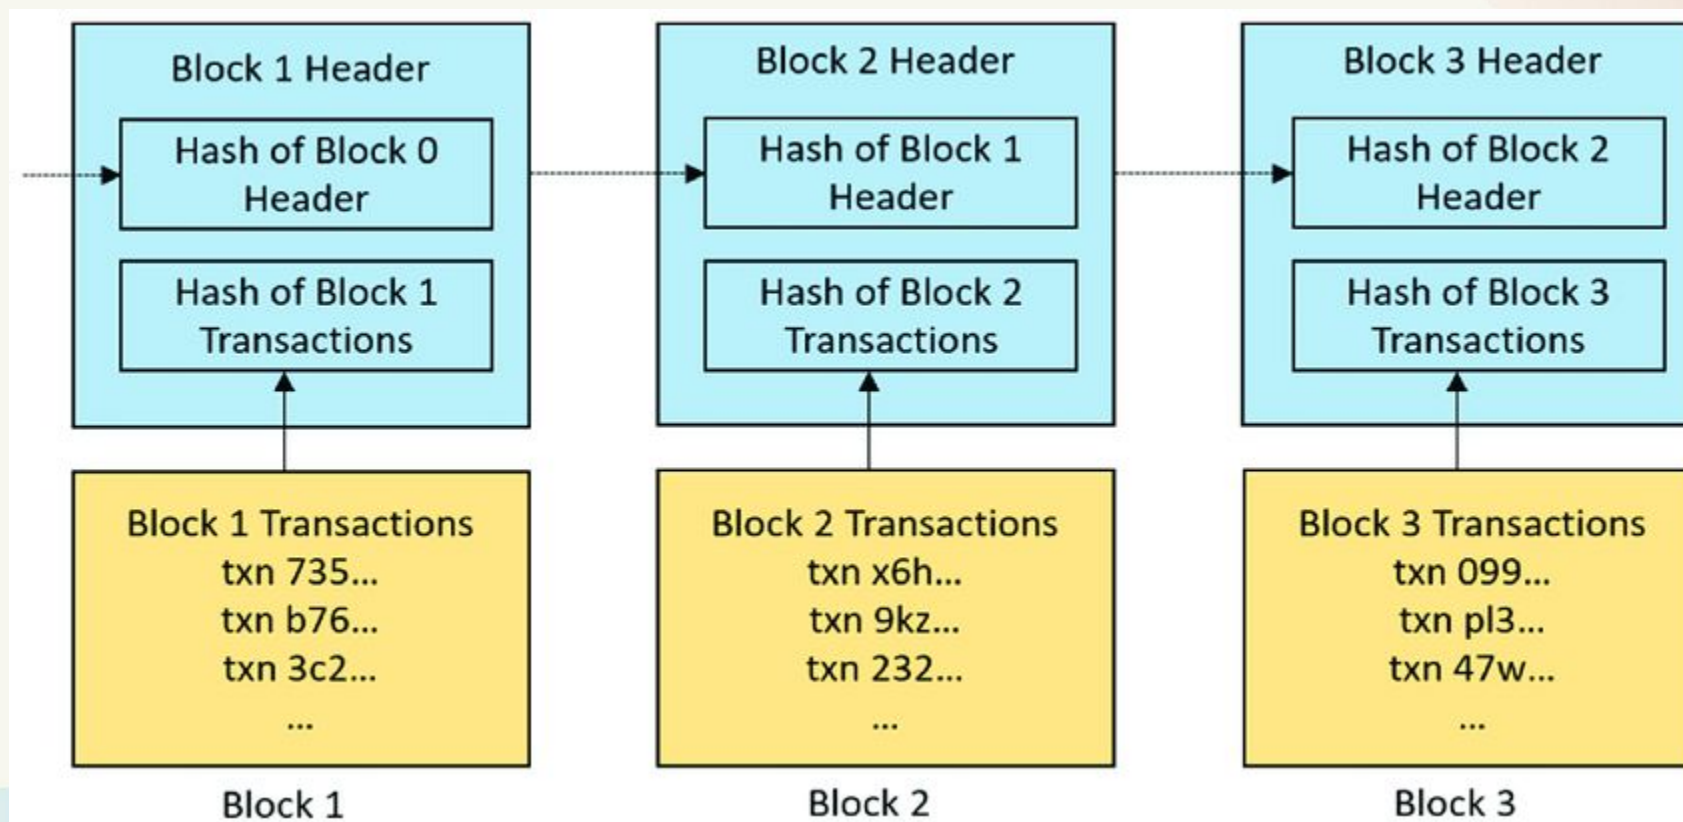 Block 1 Header
Hash of Block 0
Header
Hash of Block 1
Transactions
Block 1 Transactions
txn 735...
txn b76...
txn 3c2...
...
Block 1
Block 2 Header
Hash of Block 1
Header
Hash of Block 2
Transactions
Block 2 Transactions
txn x6h...
txn 9kz...
txn 232...
...
Block 2
Block 3 Header
Hash of Block 2
Header
Hash of Block 3
Transactions
Block 3 Transactions
txn 099...
txn pl3...
txn 47w...
...
Block 3